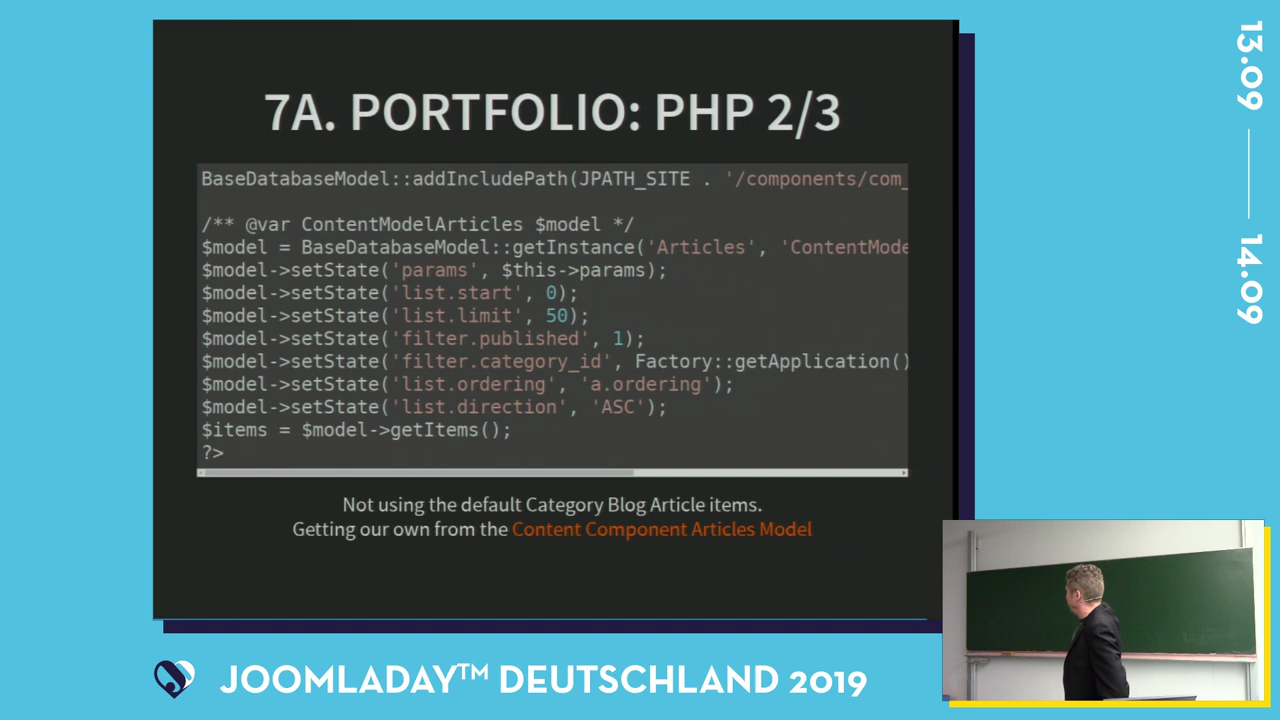 7A. PORTFOLIO: PHP 2/3
BaseDatabaseModel::addIncludePath(JPATH_SITE . '/components/com_
/** @var ContentModelArticles $model */
$model = BaseDatabaseModel::getInstance('Articles', 'ContentMode
$model->setState('params', $this->params);
$model->setState('list.start', 0);
$model->setState('list.limit', 50);
$model->setState('filter.published', 1);
$model->setState('filter.category_id', Factory::getApplication()
$model->setState('list.ordering', 'a.ordering');
$model->setState('list.direction', 'ASC');
$items = $model->getItems();
?>
Not using the default Category Blog Article items.
Getting our own from the Content Component Articles Model
13.09
14.09
JOOMLADAY™ DEUTSCHLAND 2019